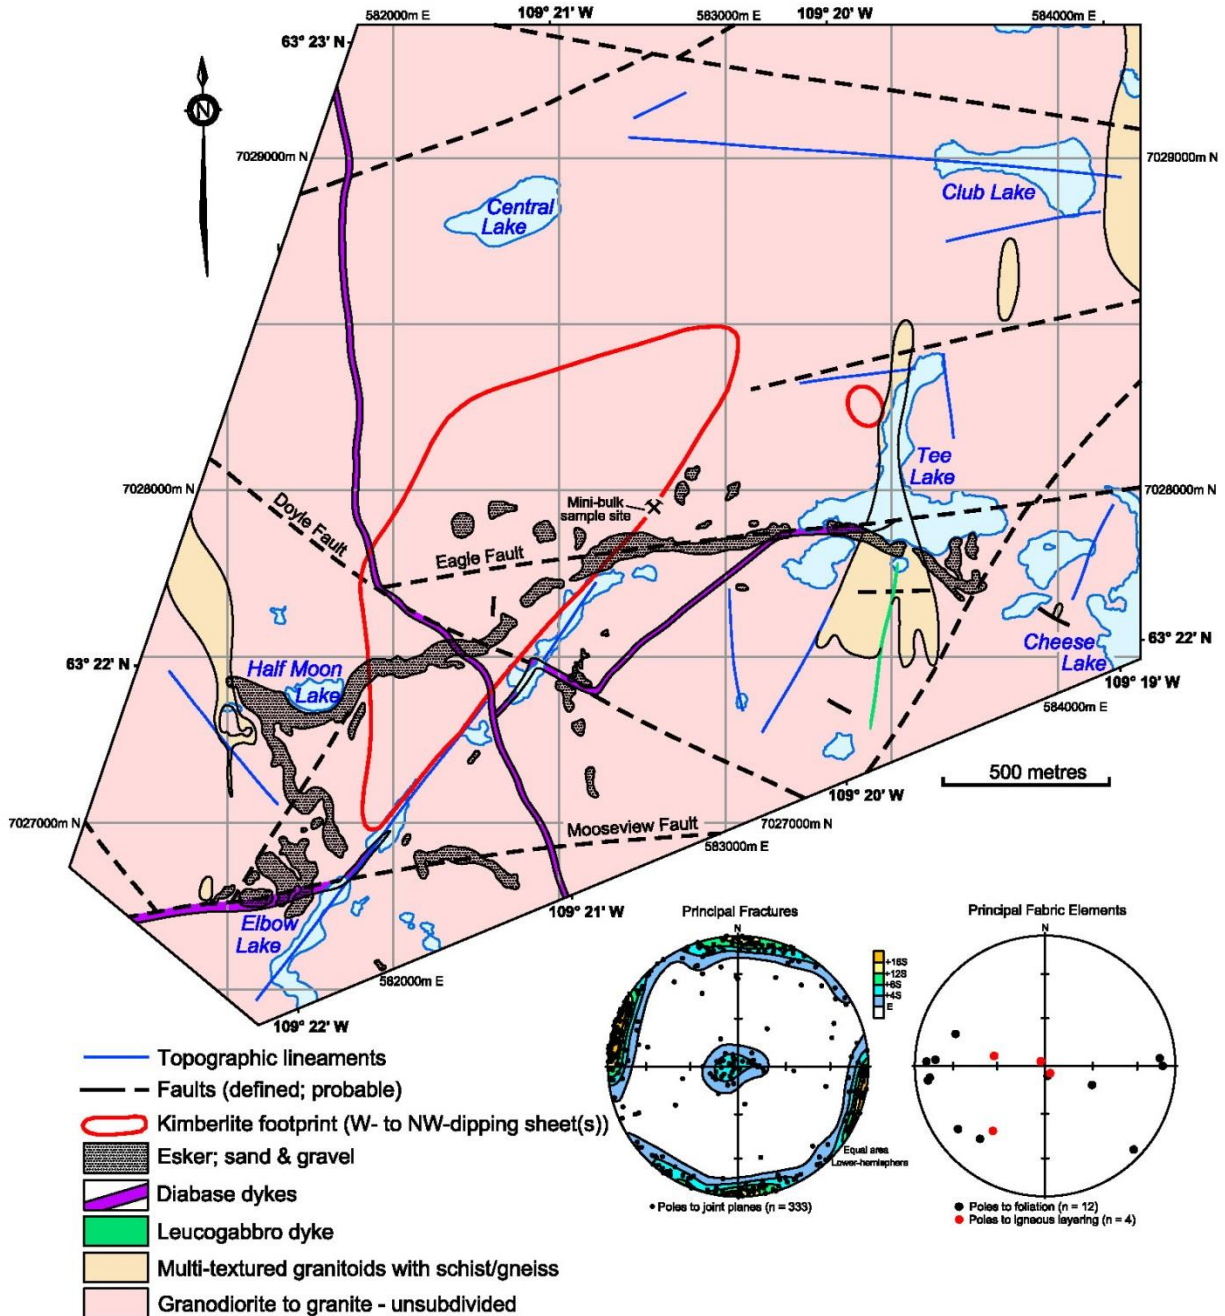 582000m E
109° 21' W
583000m E
109° 20' W
584000m E
63° 23' N
N
7029000m N
7029000m N
Central
Lake
Club Lake
7028000m N
7028000m N
Doyle Fault
Eagle Fault
Mini-bulk
sample site
Tee
Lake
63° 22' N
63° 22' N
Half Moon
Lake
Cheese
Lake
109° 19' W
584000m E
500 metres
109° 20' W
7027000m N
7027000m N
Mooseview Fault
583000m E
Elbow
Lake
109° 21' W
582000m E
109° 22' W
Principal Fractures
N
+16S
+12S
+8S
+4S
E
Equal area
Lower-hemisphere
• Poles to joint planes (n = 333)
Principal Fabric Elements
N
Poles to foliation (n = 12)
Poles to igneous layering (n = 4)
Topographic lineaments
Faults (defined; probable)
Kimberlite footprint (W- to NW-dipping sheet(s))
Esker; sand & gravel
Diabase dykes
Leucogabbro dyke
Multi-textured granitoids with schist/gneiss
Granodiorite to granite - unsubdivided